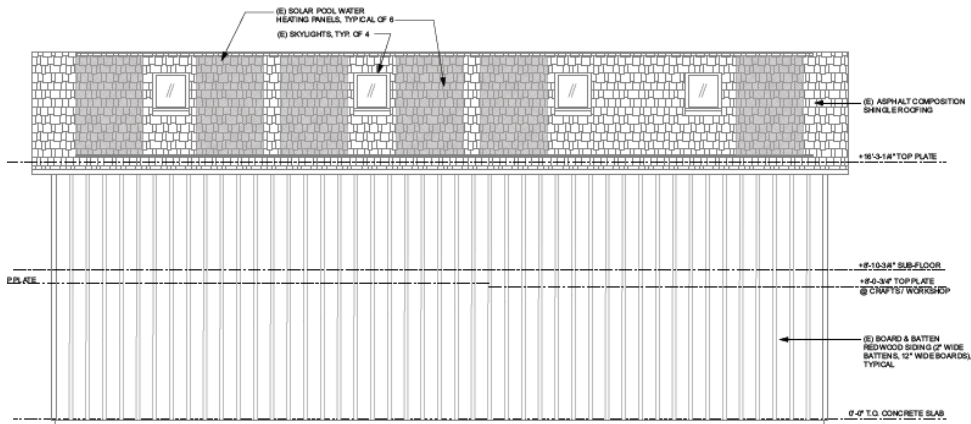 (E) SOLAR POOL WATER
HEATING PANELS, TYPICAL OF 6
(E) SKYLIGHTS, TYP. OF 4
(E) ASPHALT COMPOSITION
SHINGLE ROOFING
+16'-3-1/4" TOP PLATE
+8'-10-3/4" SUB-FLOOR
PLATE
+8'-0-3/4" TOP PLATE
@ CRAFTS / WORKSHOP
(E) BOARD & BATTEN
REDWOOD SIDING (2" WIDE
BATTENS, 12" WIDE BOARDS),
TYPICAL
0'-0" T.O. CONCRETE SLAB